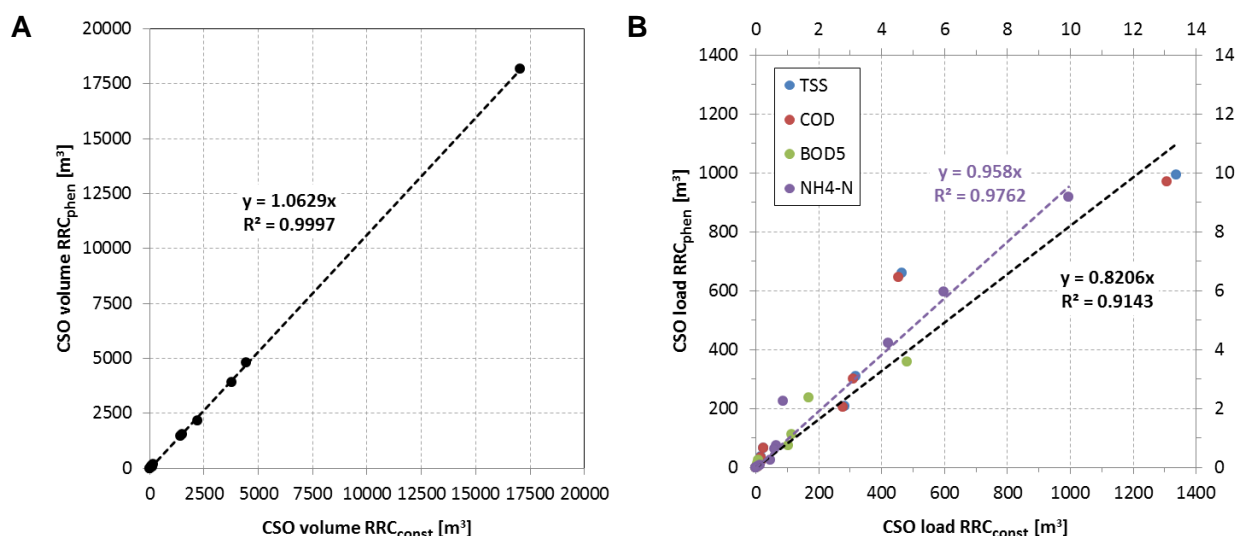 A
20000
17500
15000
12500
10000
7500
5000
2500
0
CSO volume RRCphen [m³]
y = 1.0629x
R² = 0.9997
0 2500 5000 7500 10000 12500 15000 17500 20000
CSO volume RRCconst [m³]
B
0 2 4 6 8 10 12 14
1400
1200
1000
800
600
400
200
0
CSO load RRCphen [m³]
TSS
COD
BOD5
NH4-N
y = 0.958x
R² = 0.9762
y = 0.8206x
R² = 0.9143
14
12
10
8
6
4
2
0
0 200 400 600 800 1000 1200 1400
CSO load RRCconst [m³]